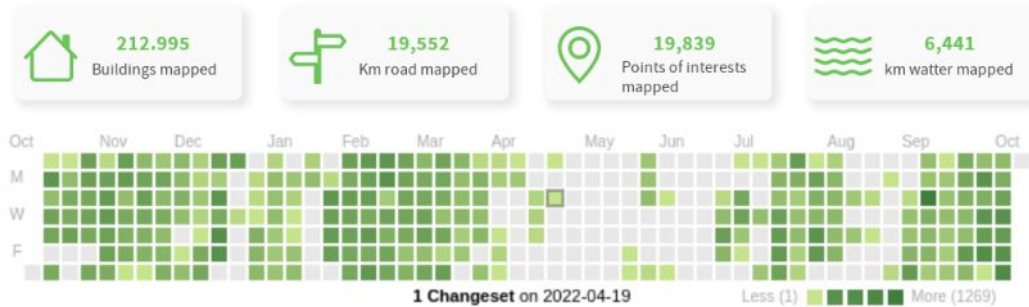 212.995
Buildings mapped
19,552
Km road mapped
19,839
Points of interests
mapped
6,441
km watter mapped
Oct Nov Dec Jan Feb Mar Apr May Jun Jul Aug Sep Oct
M
W
F
1 Changeset on 2022-04-19
Less (1) More (1269)